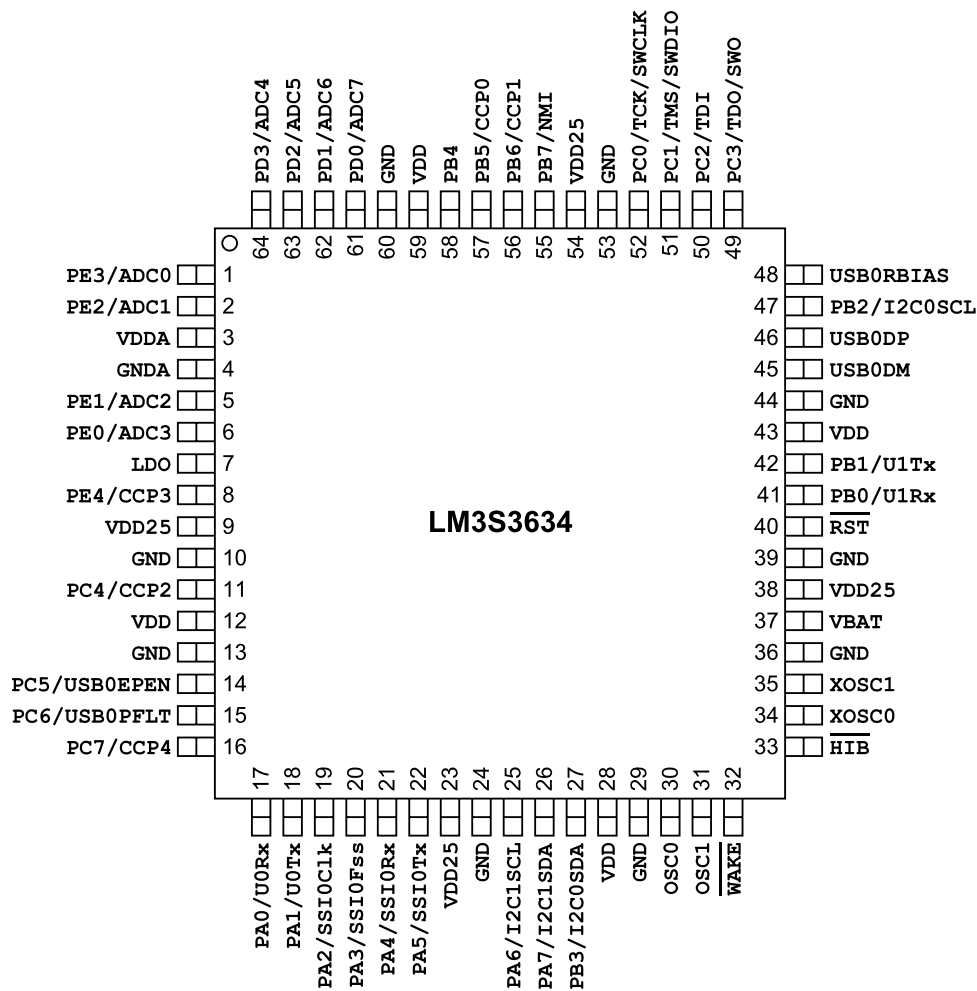 PD3/ADC4
PD2/ADC5
PD1/ADC6
PD0/ADC7
GND
VDD
PB4
PB5/CCP0
PB6/CCP1
PB7/NMI
VDD25
GND
PC0/TCK/SWCLK
PC1/TMS/SWDIO
PC2/TDI
PC3/TDO/SWO
64
63
62
61
60
59
58
57
56
55
54
53
52
51
50
49
PE3/ADC0 1
PE2/ADC1 2
VDDA 3
GNDA 4
PE1/ADC2 5
PE0/ADC3 6
LDO 7
PE4/CCP3 8
VDD25 9
GND 10
PC4/CCP2 11
VDD 12
GND 13
PC5/USB0EPEN 14
PC6/USB0PFLT 15
PC7/CCP4 16
LM3S3634
48 USB0RBIAS
47 PB2/I2C0SCL
46 USB0DP
45 USB0DM
44 GND
43 VDD
42 PB1/U1Tx
41 PB0/U1Rx
40 RST
39 GND
38 VDD25
37 VBAT
36 GND
35 XOSC1
34 XOSC0
33 HIB
17
18
19
20
21
22
23
24
25
26
27
28
29
30
31
32
PA0/U0Rx
PA1/U0Tx
PA2/SSI0Clk
PA3/SSI0Fss
PA4/SSI0Rx
PA5/SSI0Tx
VDD25
GND
PA6/I2C1SCL
PA7/I2C1SDA
PB3/I2C0SDA
VDD
GND
OSC0
OSC1
WAKE